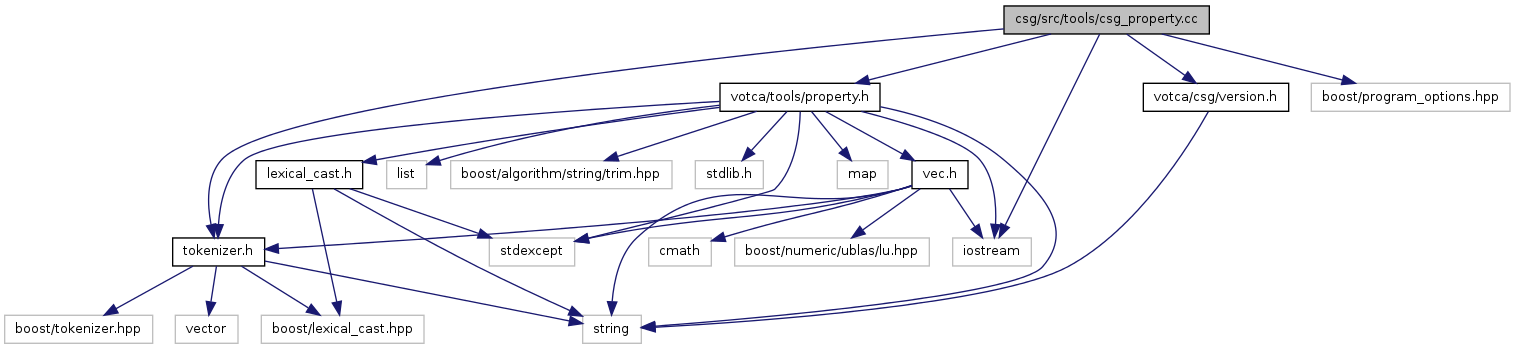 csg/src/tools/csg_property.cc
votca/tools/property.h
votca/csg/version.h
boost/program_options.hpp
lexical_cast.h
list
boost/algorithm/string/trim.hpp
stdlib.h
map
vec.h
tokenizer.h
stdexcept
cmath
boost/numeric/ublas/lu.hpp
iostream
boost/tokenizer.hpp
vector
boost/lexical_cast.hpp
string